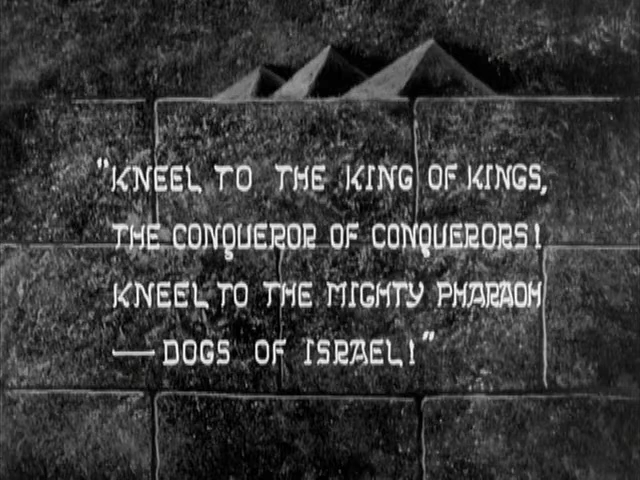 "KNEEL TO THE KING OF KINGS,
THE CONQUEROR OF CONQUERORS!
KNEEL TO THE MIGHTY PHARAOH
— DOGS OF ISRAEL!"